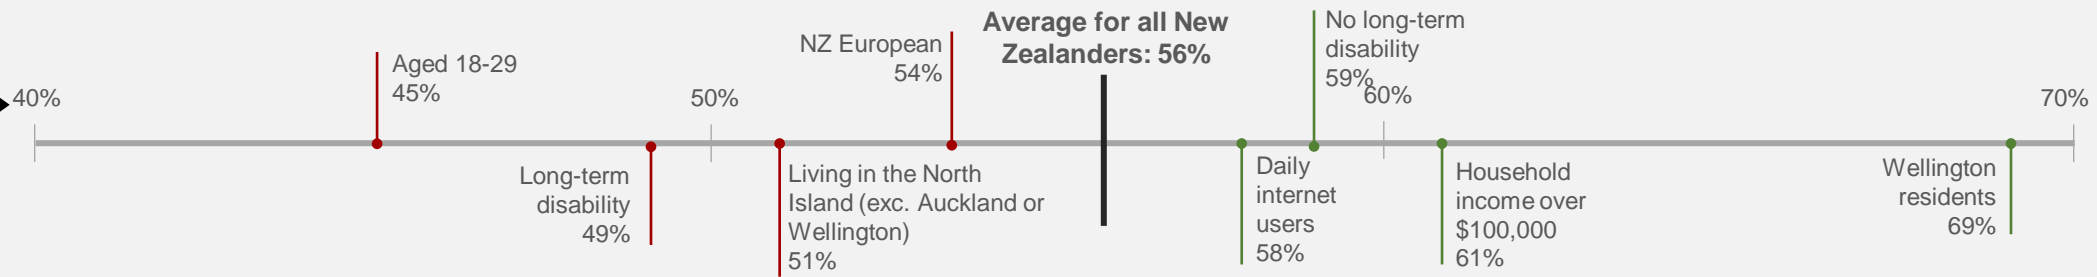 40%
Aged 18-29
45%
Long-term
disability
49%
50%
Living in the North
Island (exc. Auckland or
Wellington)
51%
NZ European
54%
Average for all New
Zealanders: 56%
Daily
internet
users
58%
No long-term
disability
59%
60%
Household
income over
$100,000
61%
Wellington
residents
69%
70%